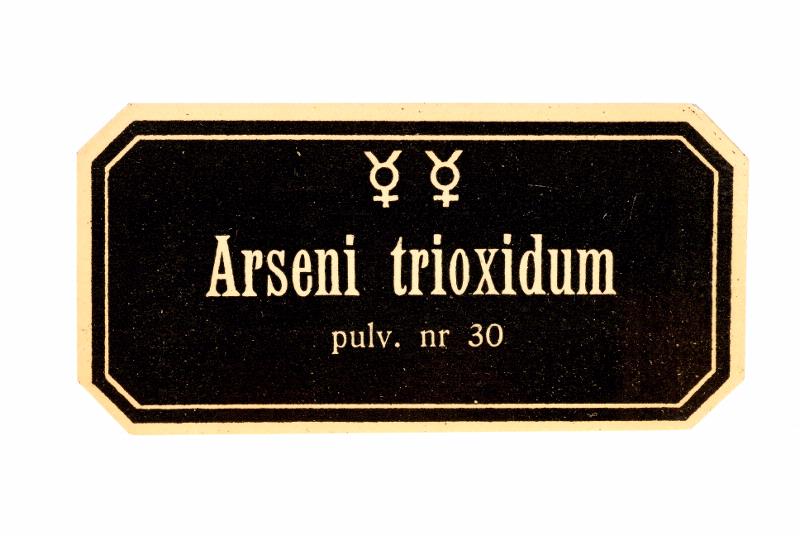 ☿☿
Arseni trioxidum
pulv. nr 30